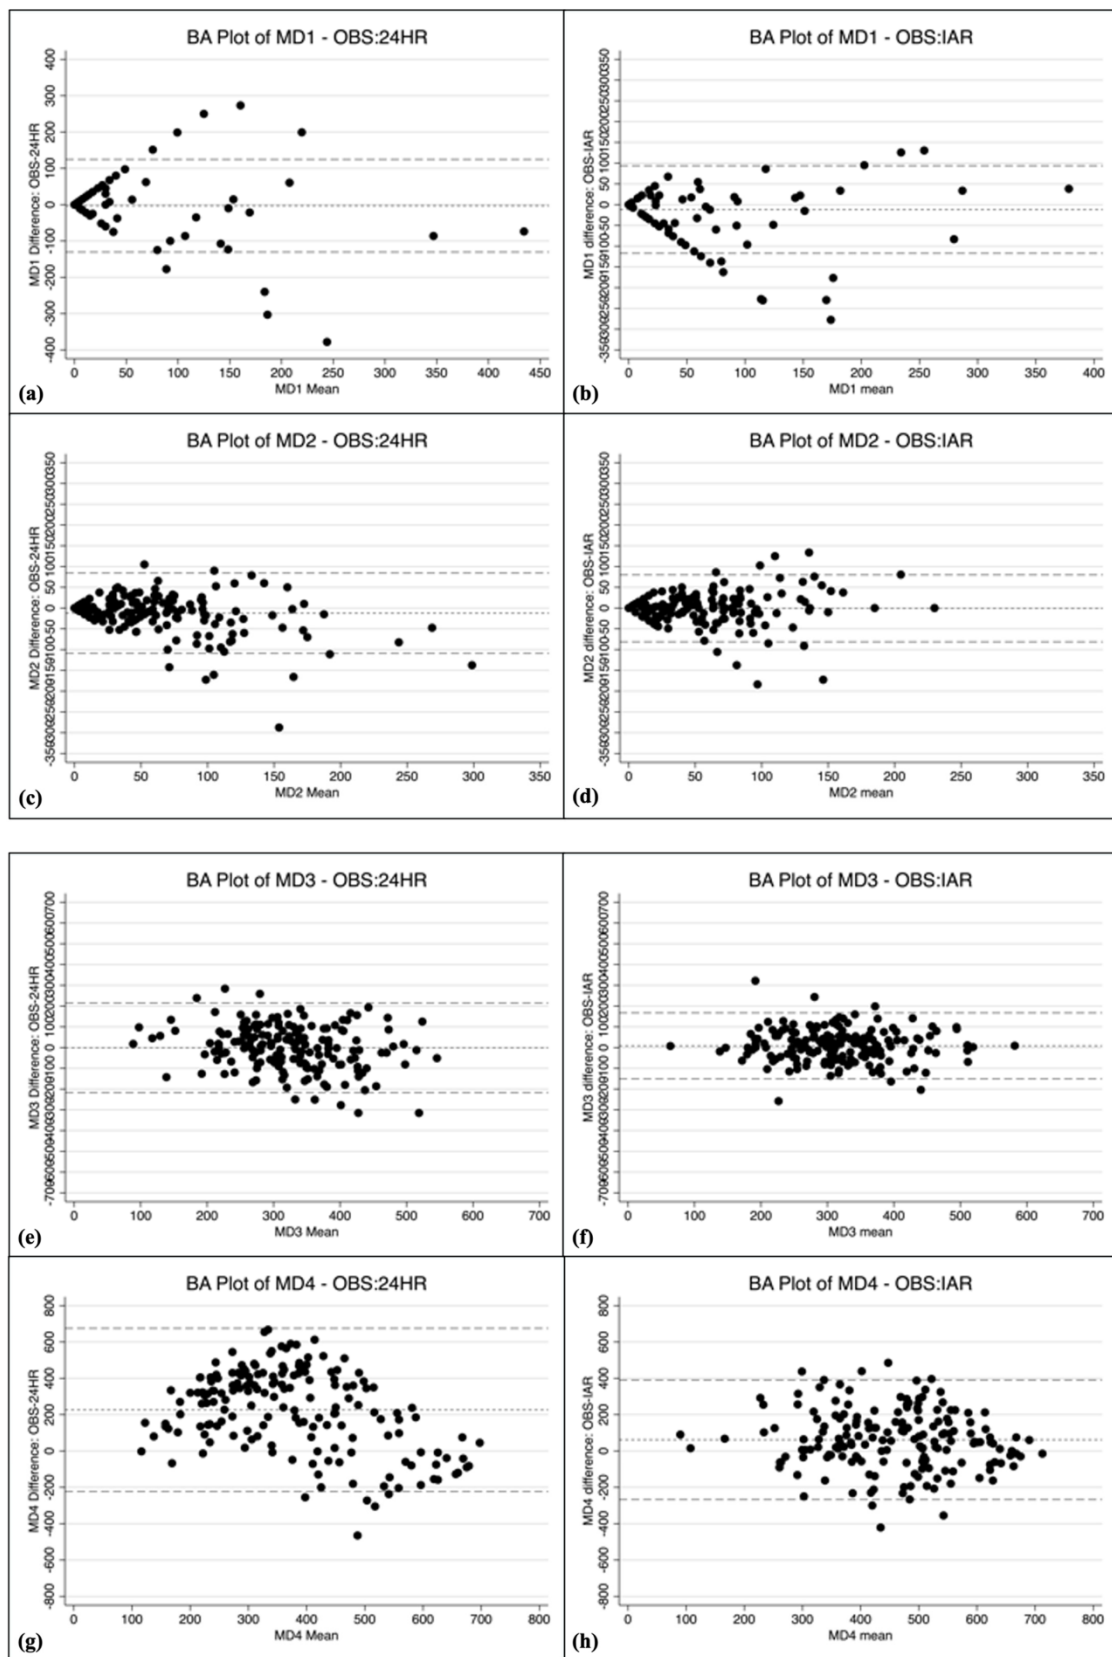 BA Plot of MD1 - OBS:24HR
MD1 Difference: OBS-24HR
400
300
200
100
0
-100
-200
-300
-400
0 50 100 150 200 250 300 350 400 450
MD1 Mean
(a)
BA Plot of MD1 - OBS:IAR
MD1 difference: OBS-IAR
0 50 100 150 200 250 300 350 400
MD1 mean
(b)
BA Plot of MD2 - OBS:24HR
MD2 Difference: OBS-24HR
0 50 100 150 200 250 300 350
MD2 Mean
(c)
BA Plot of MD2 - OBS:IAR
MD2 difference: OBS-IAR
0 50 100 150 200 250 300 350
MD2 mean
(d)
BA Plot of MD3 - OBS:24HR
MD3 Difference: OBS-24HR
0 100 200 300 400 500 600 700
MD3 Mean
(e)
BA Plot of MD3 - OBS:IAR
MD3 difference: OBS-IAR
0 100 200 300 400 500 600 700
MD3 mean
(f)
BA Plot of MD4 - OBS:24HR
MD4 Difference: OBS-24HR
800
600
400
200
0
-200
-400
-600
-800
0 100 200 300 400 500 600 700 800
MD4 Mean
(g)
BA Plot of MD4 - OBS:IAR
MD4 difference: OBS-IAR
800
600
400
200
0
-200
-400
-600
-800
0 100 200 300 400 500 600 700 800
MD4 mean
(h)